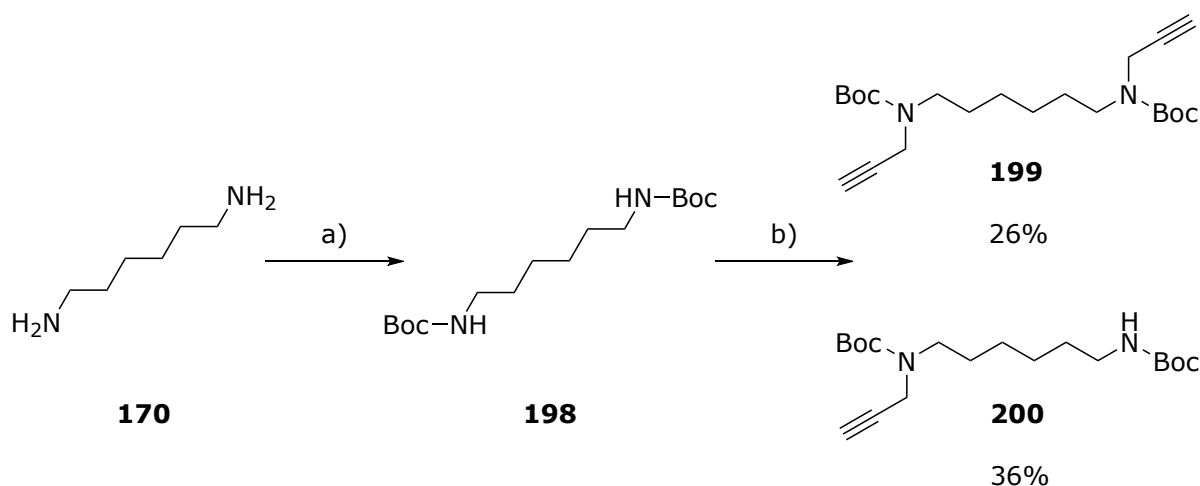 NH₂
H₂N
170
a)
HN–Boc
Boc–NH
198
b)
Boc
N
N
Boc
199
26%
Boc
N
H
N
Boc
200
36%